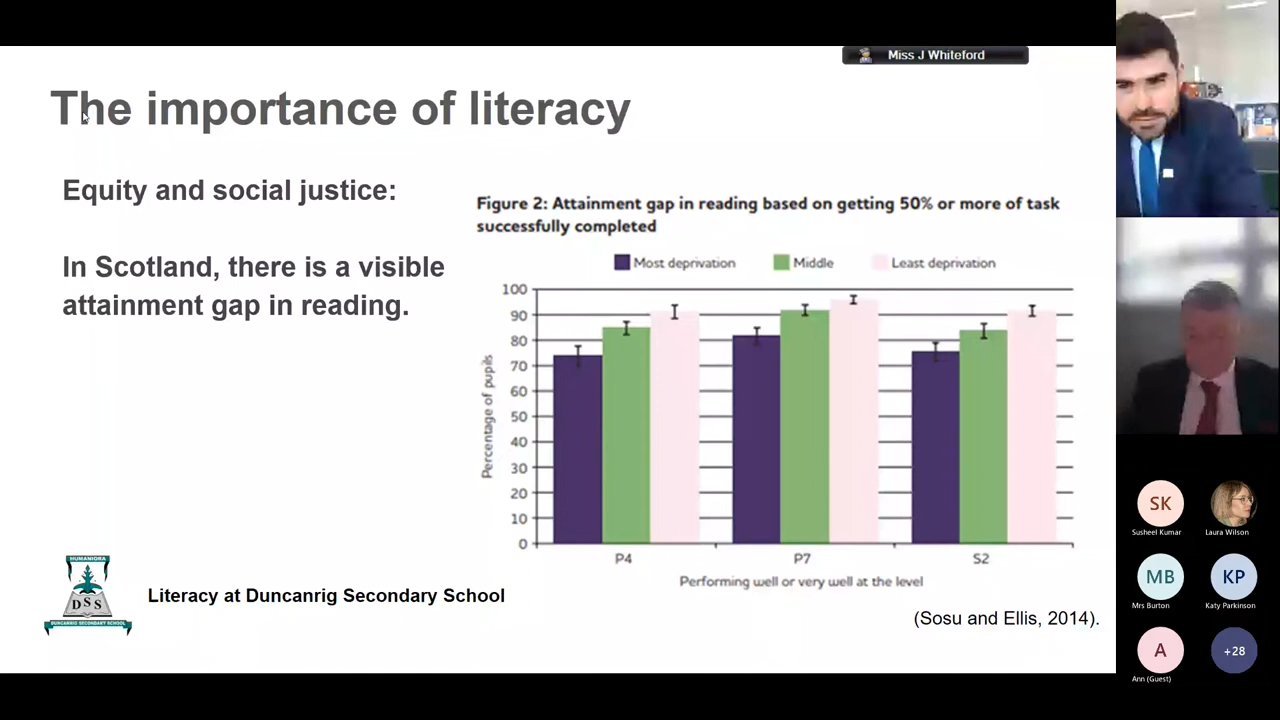 Miss J Whiteford
The importance of literacy
Equity and social justice:
In Scotland, there is a visible
attainment gap in reading.
Figure 2: Attainment gap in reading based on getting 50% or more of task
successfully completed
Most deprivation Middle Least deprivation
Percentage of pupils
100
90
80
70
60
50
40
30
20
10
0
P4 P7 S2
Performing well or very well at the level
(Sosu and Ellis, 2014).
HUMANIORA
DSS
DUNCANRIG SECONDARY SCHOOL
Literacy at Duncanrig Secondary School
SK
Susheel Kumar Laura Wilson
MB KP
Mrs Burton Katy Parkinson
A +28
Ann (Guest)